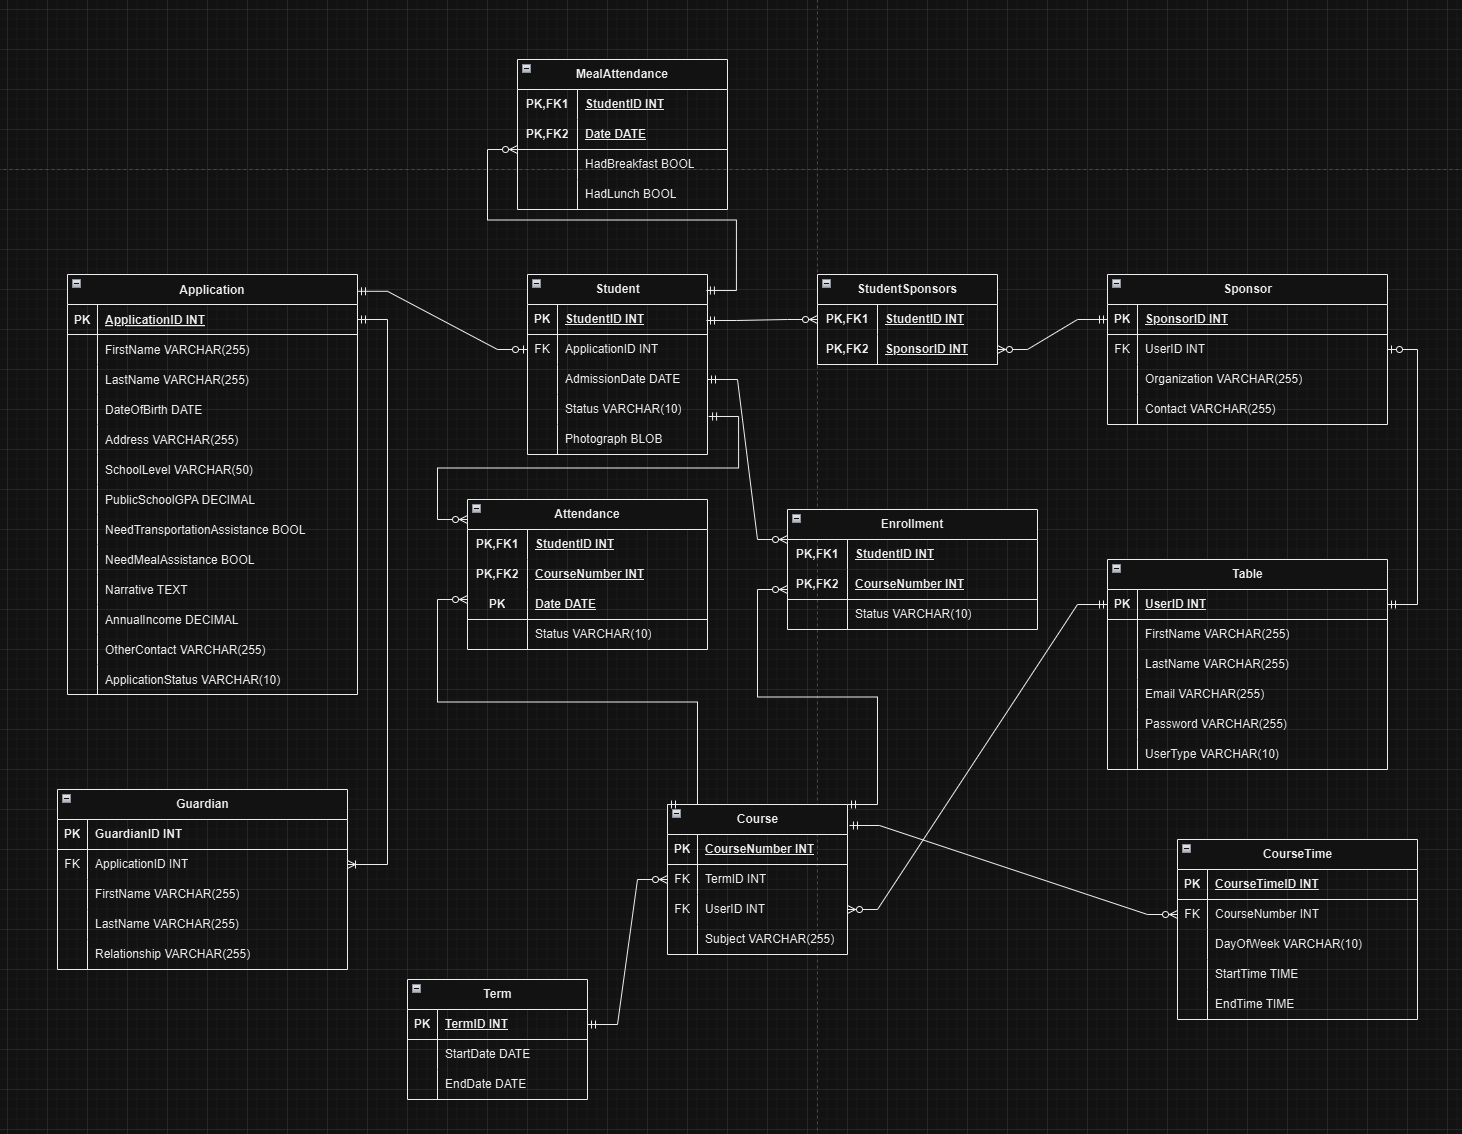 MealAttendance
PK,FK1 StudentID INT
PK,FK2 Date DATE
HadBreakfast BOOL
HadLunch BOOL
Application
PK ApplicationID INT
FirstName VARCHAR(255)
LastName VARCHAR(255)
DateOfBirth DATE
Address VARCHAR(255)
SchoolLevel VARCHAR(50)
PublicSchoolGPA DECIMAL
NeedTransportationAssistance BOOL
NeedMealAssistance BOOL
Narrative TEXT
AnnualIncome DECIMAL
OtherContact VARCHAR(255)
ApplicationStatus VARCHAR(10)
Student
PK StudentID INT
FK ApplicationID INT
AdmissionDate DATE
Status VARCHAR(10)
Photograph BLOB
StudentSponsors
PK,FK1 StudentID INT
PK,FK2 SponsorID INT
Sponsor
PK SponsorID INT
FK UserID INT
Organization VARCHAR(255)
Contact VARCHAR(255)
Attendance
PK,FK1 StudentID INT
PK,FK2 CourseNumber INT
PK Date DATE
Status VARCHAR(10)
Enrollment
PK,FK1 StudentID INT
PK,FK2 CourseNumber INT
Status VARCHAR(10)
Table
PK UserID INT
FirstName VARCHAR(255)
LastName VARCHAR(255)
Email VARCHAR(255)
Password VARCHAR(255)
UserType VARCHAR(10)
Guardian
PK GuardianID INT
FK ApplicationID INT
FirstName VARCHAR(255)
LastName VARCHAR(255)
Relationship VARCHAR(255)
Course
PK CourseNumber INT
FK TermID INT
FK UserID INT
Subject VARCHAR(255)
CourseTime
PK CourseTimeID INT
FK CourseNumber INT
DayOfWeek VARCHAR(10)
StartTime TIME
EndTime TIME
Term
PK TermID INT
StartDate DATE
EndDate DATE